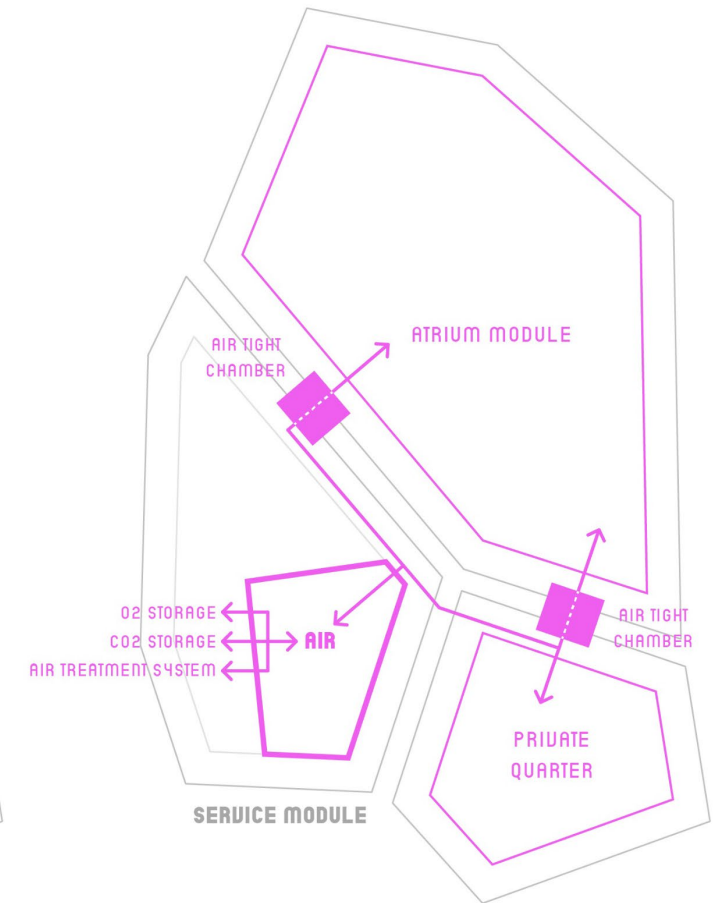 ATRIUM MODULE
AIR TIGHT
CHAMBER
O2 STORAGE
CO2 STORAGE
AIR TREATMENT SYSTEM
AIR
AIR TIGHT
CHAMBER
PRIVATE
QUARTER
SERVICE MODULE